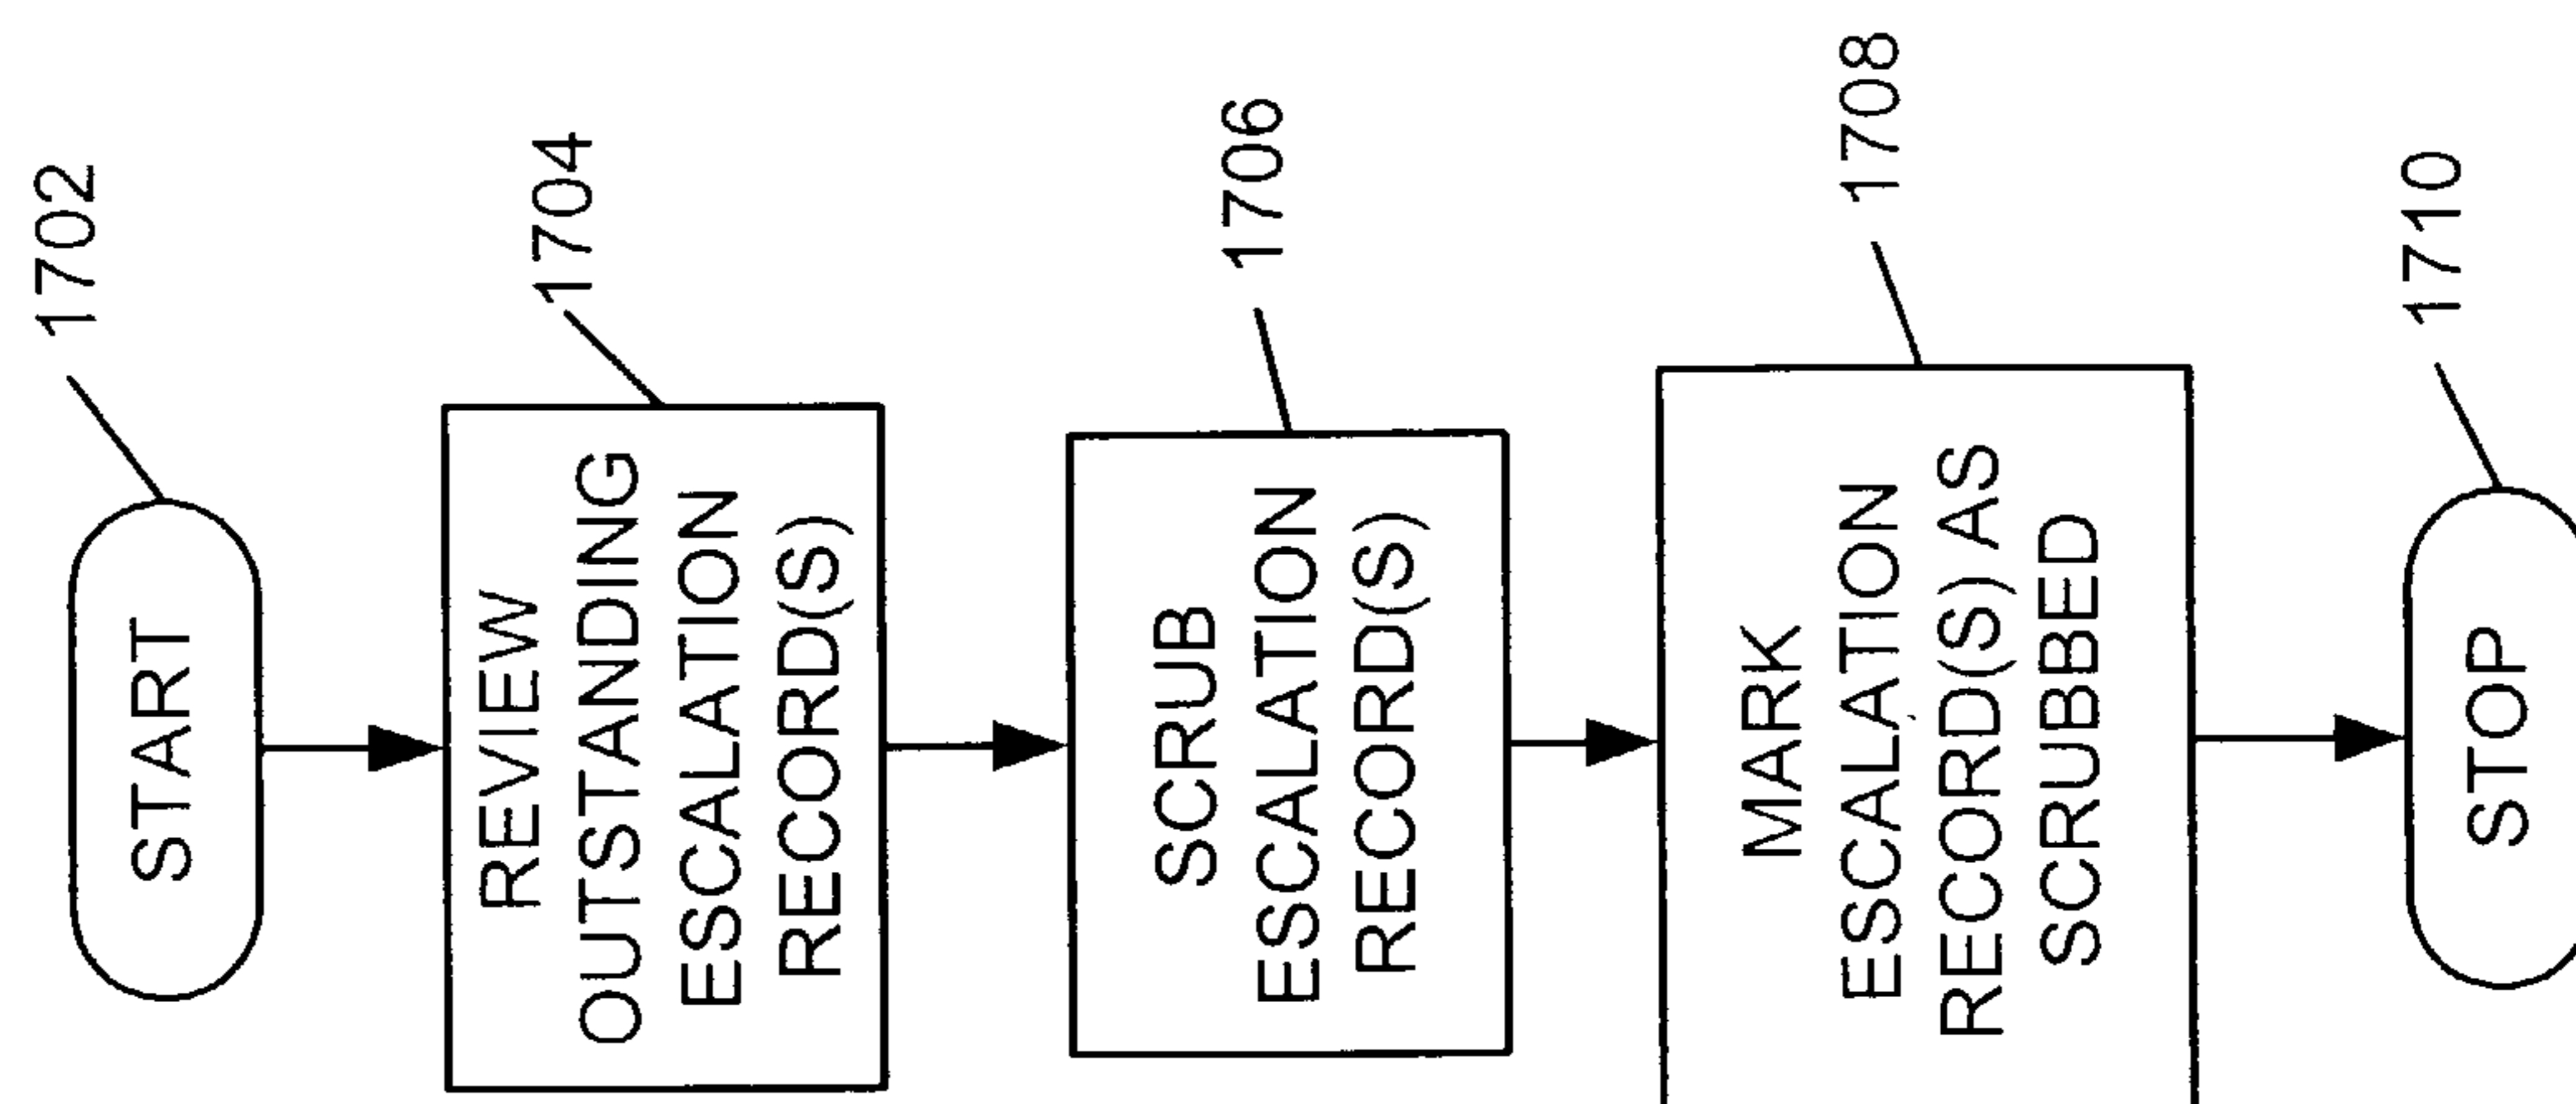 START
1702
REVIEW
OUTSTANDING
ESCALATION
RECORD(S)
1704
SCRUB
ESCALATION
RECORD(S)
1706
MARK
ESCALATION
RECORD(S) AS
SCRUBBED
1708
STOP
1710